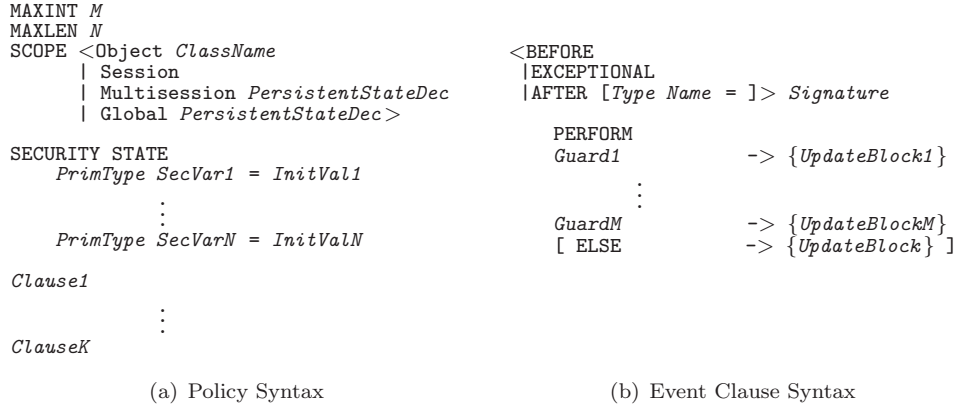 MAXINT M
MAXLEN N
SCOPE <Object ClassName
| Session
| Multisession PersistentStateDec
| Global PersistentStateDec>
SECURITY STATE
PrimType SecVar1 = InitVal1
⋮
PrimType SecVarN = InitValN
Clause1
⋮
ClauseK
(a) Policy Syntax
<BEFORE
|EXCEPTIONAL
|AFTER [Type Name = ]> Signature
PERFORM
Guard1 -> {UpdateBlock1}
⋮
GuardM -> {UpdateBlockM}
[ ELSE -> {UpdateBlock} ]
(b) Event Clause Syntax